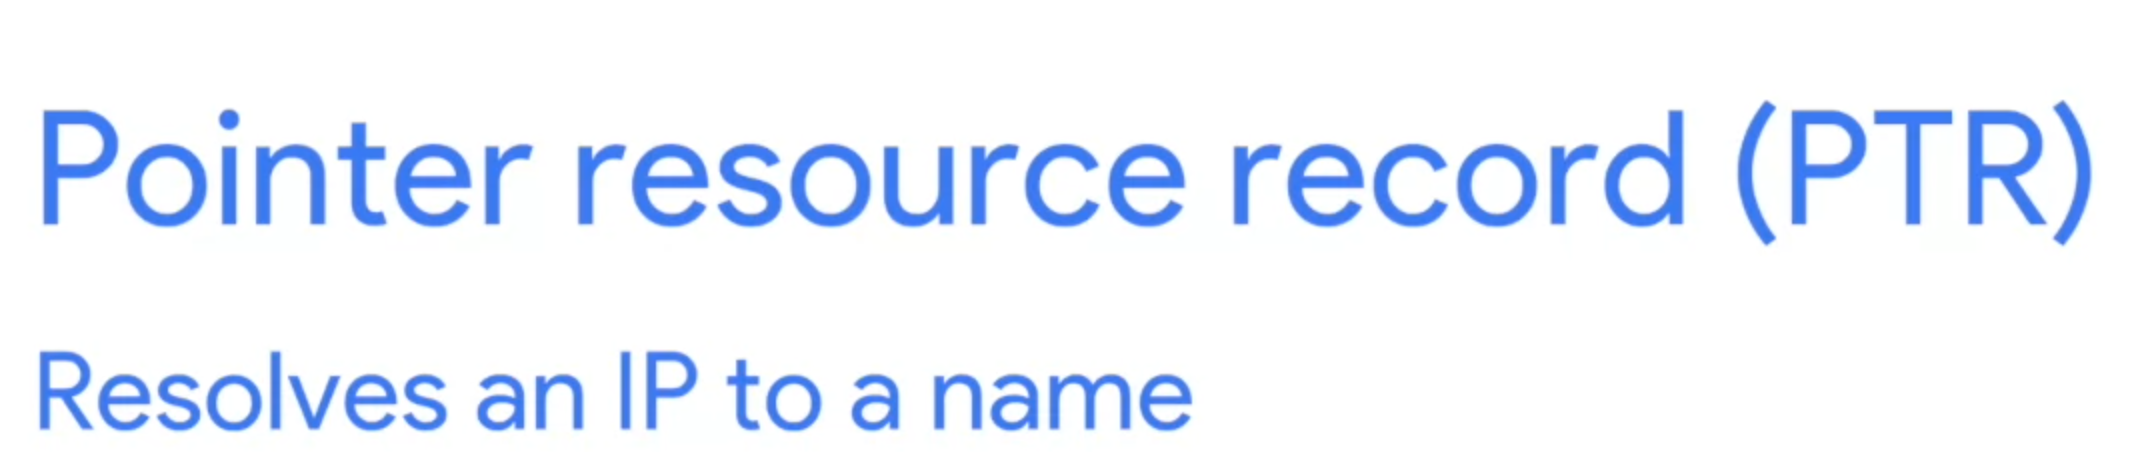 Pointer resource record (PTR)
Resolves an IP to a name